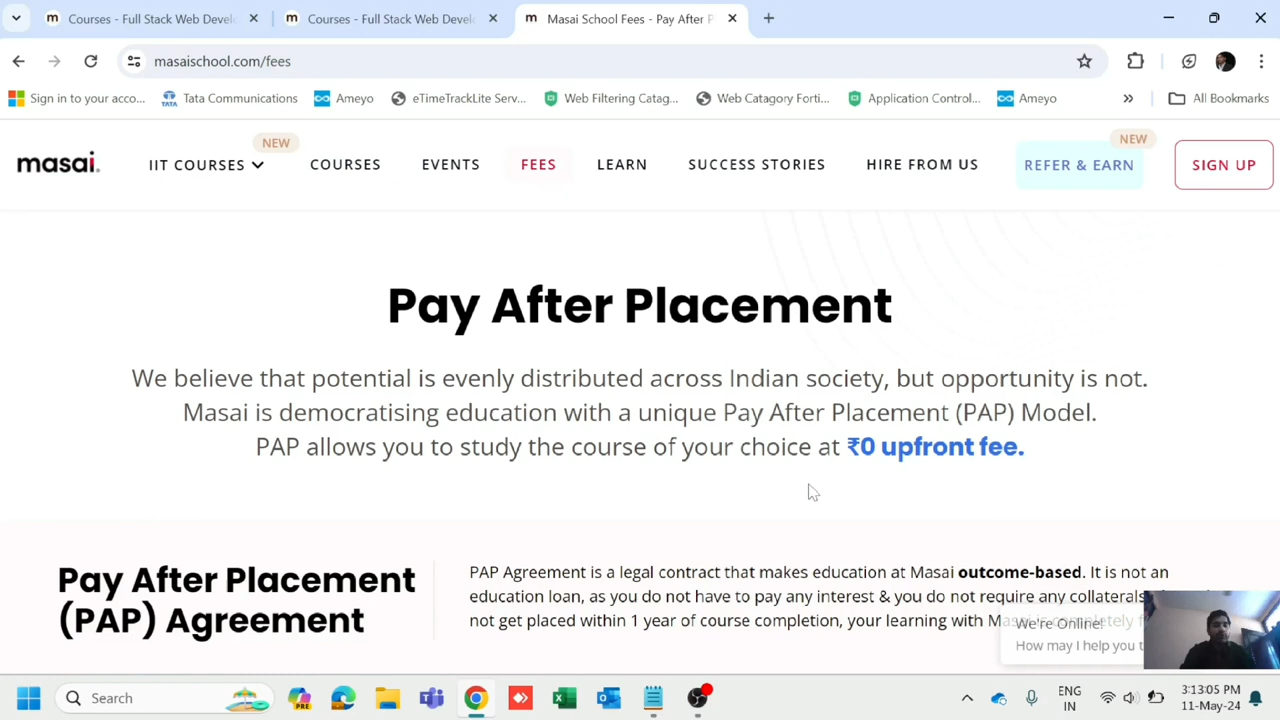 Courses - Full Stack Web Develo
Courses - Full Stack Web Develo
Masai School Fees - Pay After P
masaischool.com/fees
Sign in to your acco...
Tata Communications
Ameyo
eTimeTrackLite Serv...
Web Filtering Catag...
Web Catagory Forti...
Application Control...
Ameyo
»
All Bookmarks
masai.
IIT COURSES
NEW
COURSES
EVENTS
FEES
LEARN
SUCCESS STORIES
HIRE FROM US
NEW
REFER & EARN
SIGN UP
Pay After Placement
We believe that potential is evenly distributed across Indian society, but opportunity is not.
Masai is democratising education with a unique Pay After Placement (PAP) Model.
PAP allows you to study the course of your choice at ₹0 upfront fee.
Pay After Placement
(PAP) Agreement
PAP Agreement is a legal contract that makes education at Masai outcome-based. It is not an
education loan, as you do not have to pay any interest & you do not require any collaterals.
not get placed within 1 year of course completion, your learning with Masai is completely
We're Online!
How may I help you t
Search
PRE
ENG
IN
3:13:05 PM
11-May-24